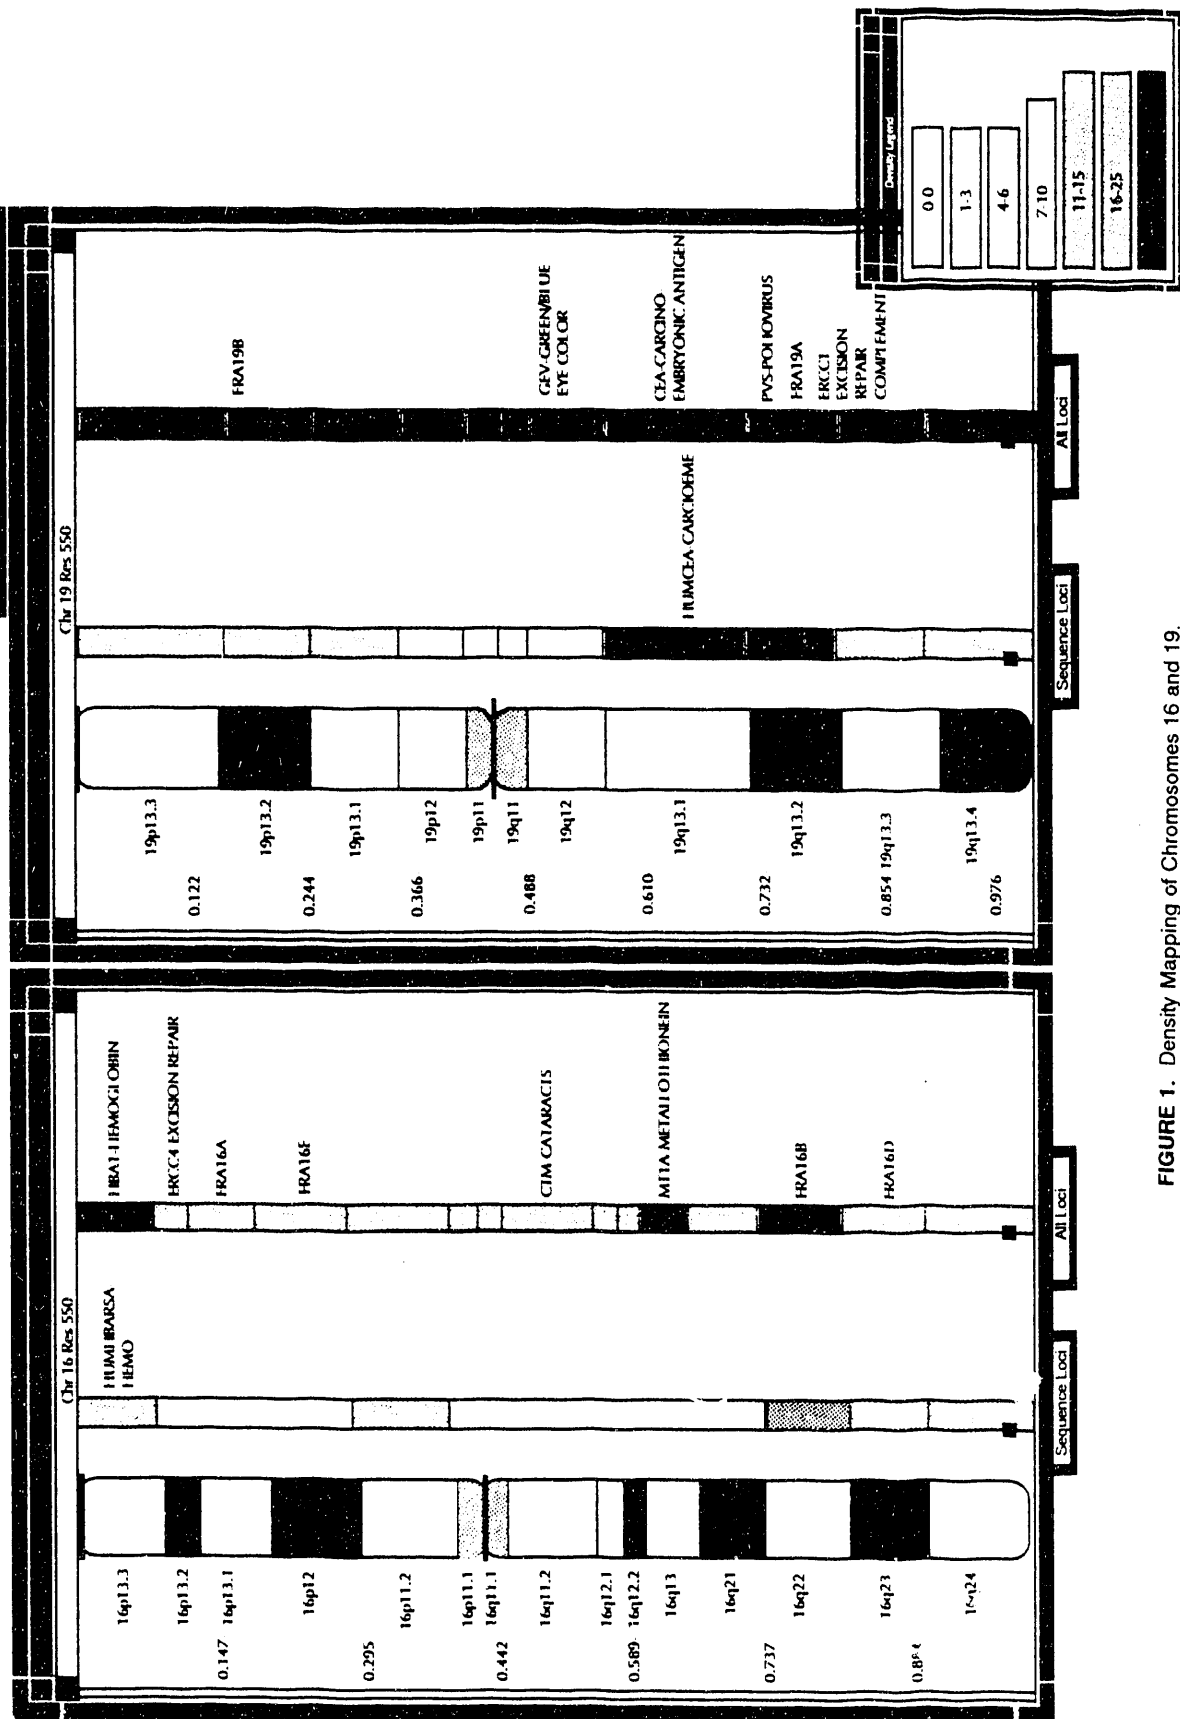 Chr 16 Res 550
16p13.3
16p13.2
16p13.1
16p12
16p11.2
16p11.1
16q11.1
16q11.2
16q12.1
16q12.2
16q13
16q21
16q22
16q23
16q24
0.147
0.295
0.442
0.589
0.737
HEMO
HBA1-HEMOGLOBIN
ERCC4 EXCISION REPAIR
FRA16A
FRA16E
CTM CATARACTS
MT1A METALLOTHIONEIN
FRA16B
FRA16D
Sequence Loci
All Loci
Chr 19 Res 550
19p13.3
19p13.2
19p13.1
19p12
19p11
19q11
19q12
19q13.1
19q13.2
19q13.3
19q13.4
0.122
0.244
0.366
0.488
0.610
0.732
0.854
0.976
HUMCEA-CARCIOEME
FRA19B
GEV-GREEN/BLUE
EYE COLOR
CEA-CARCINO
EMBRYONIC ANTIGEN
PVS-POLIOVIRUS
FRA19A
ERCC1
EXCISION
REPAIR
COMPLEMENT
Sequence Loci
All Loci
Density Legend
0-0
1-3
4-6
7-10
11-15
16-25
FIGURE 1. Density Mapping of Chromosomes 16 and 19.